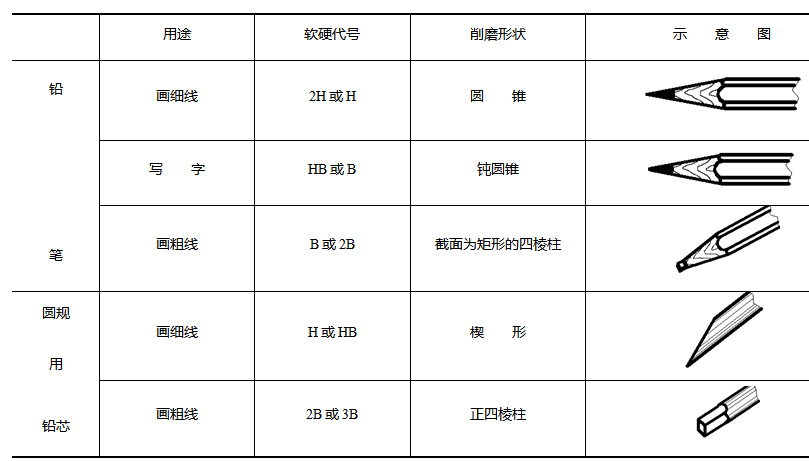 用途 软硬代号 削磨形状 示 意 图
铅
画细线 2H 或 H 圆 锥
写 字 HB 或 B 钝圆锥
笔
画粗线 B 或 2B 截面为矩形的四棱柱
圆规
用
铅芯
画细线 H 或 HB 楔 形
画粗线 2B 或 3B 正四棱柱